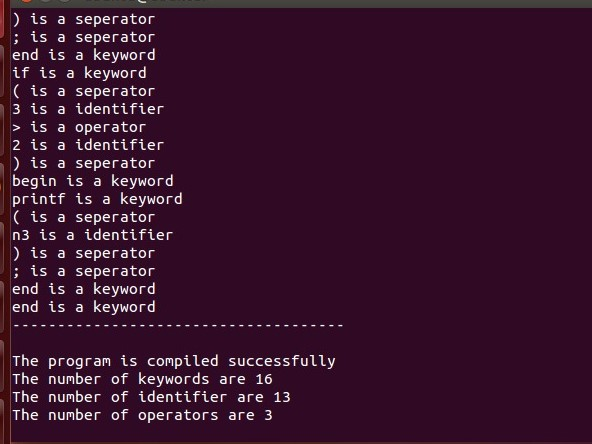 ) is a seperator
; is a seperator
end is a keyword
if is a keyword
( is a seperator
3 is a identifier
> is a operator
2 is a identifier
) is a seperator
begin is a keyword
printf is a keyword
( is a seperator
n3 is a identifier
) is a seperator
; is a seperator
end is a keyword
end is a keyword
-------------------------------------
The program is compiled successfully
The number of keywords are 16
The number of identifier are 13
The number of operators are 3